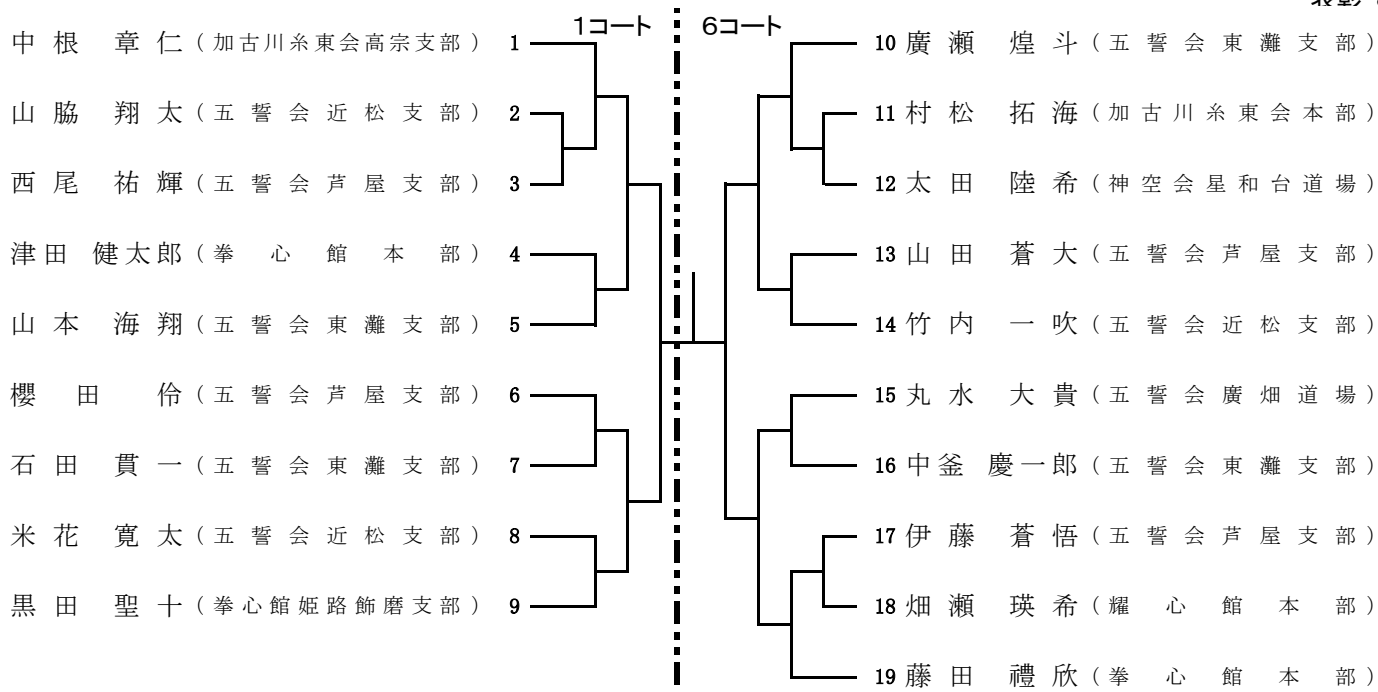 1コート
6コート
中根 章仁 (加古川糸東会高宗支部) 1
山脇 翔太 (五誓会近松支部) 2
西尾 祐輝 (五誓会芦屋支部) 3
津田 健太郎 (拳心館本部) 4
山本 海翔 (五誓会東灘支部) 5
櫻田 伶 (五誓会芦屋支部) 6
石田 貫一 (五誓会東灘支部) 7
米花 寛太 (五誓会近松支部) 8
黒田 聖十 (拳心館姫路飾磨支部) 9
10 廣瀬 煌斗 (五誓会東灘支部)
11 村松 拓海 (加古川糸東会本部)
12 太田 陸希 (神空会星和台道場)
13 山田 蒼大 (五誓会芦屋支部)
14 竹内 一吹 (五誓会近松支部)
15 丸水 大貴 (五誓会廣畑道場)
16 中釜 慶一郎 (五誓会東灘支部)
17 伊藤 蒼悟 (五誓会芦屋支部)
18 畑瀬 瑛希 (耀心館本部)
19 藤田 禮欣 (拳心館本部)